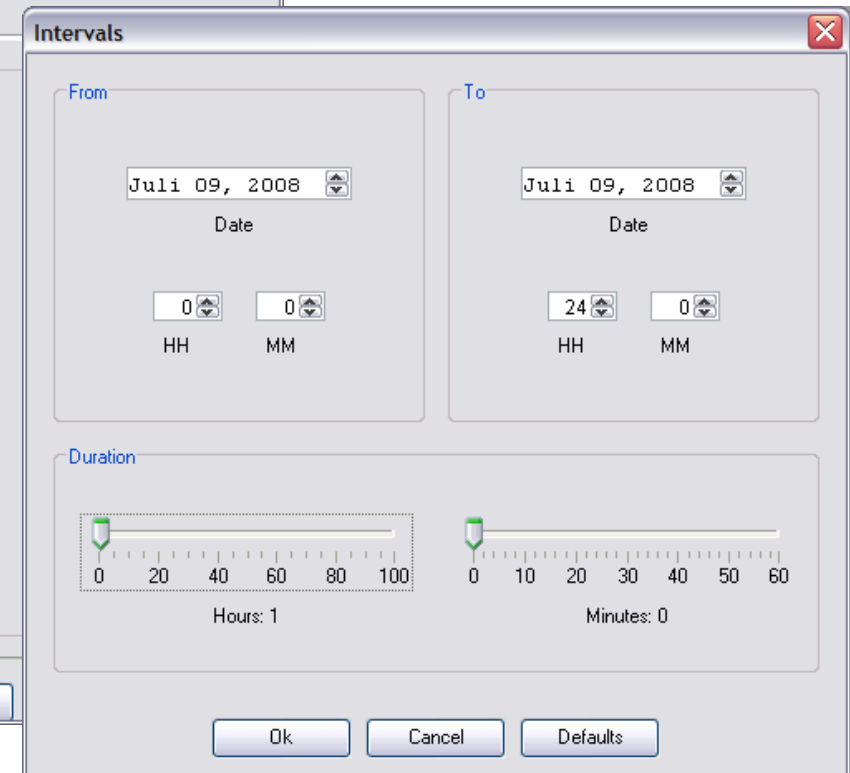 Intervals
From
To
Juli 09, 2008
Juli 09, 2008
Date
Date
0 0
24 0
HH MM
HH MM
Duration
0 20 40 60 80 100
0 10 20 30 40 50 60
Hours: 1
Minutes: 0
Ok Cancel Defaults